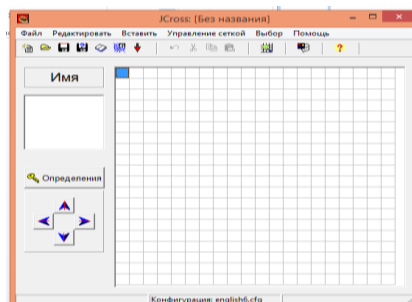 JCross: [Без названия]
Файл Редактировать Вставить Управление сеткой Выбор Помощь
Имя
Определения
Конфигурация: english6.cfg